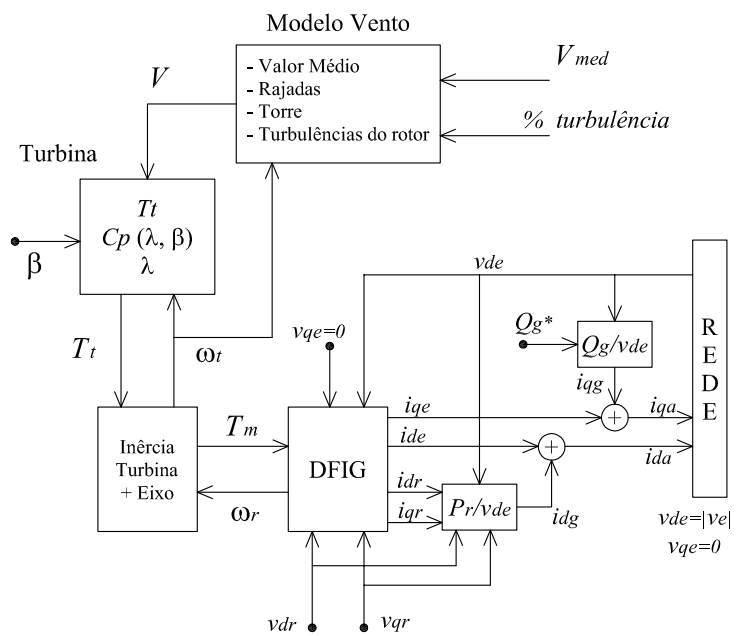 Modelo Vento
- Valor Médio
- Rajadas
- Torre
- Turbulências do rotor
V
Vmed
% turbulência
Turbina
Tt
Cp (λ, β)
λ
β
Tt
ωt
vqe=0
vde
Qg*
Qg/vde
iqg
R
E
D
E
Inêrcia
Turbina
+ Eixo
Tm
ωr
DFIG
iqe
ide
idr
iqr
+
+
iqa
ida
Pr/vde
idg
vde=|ve|
vqe=0
vdr
vqr